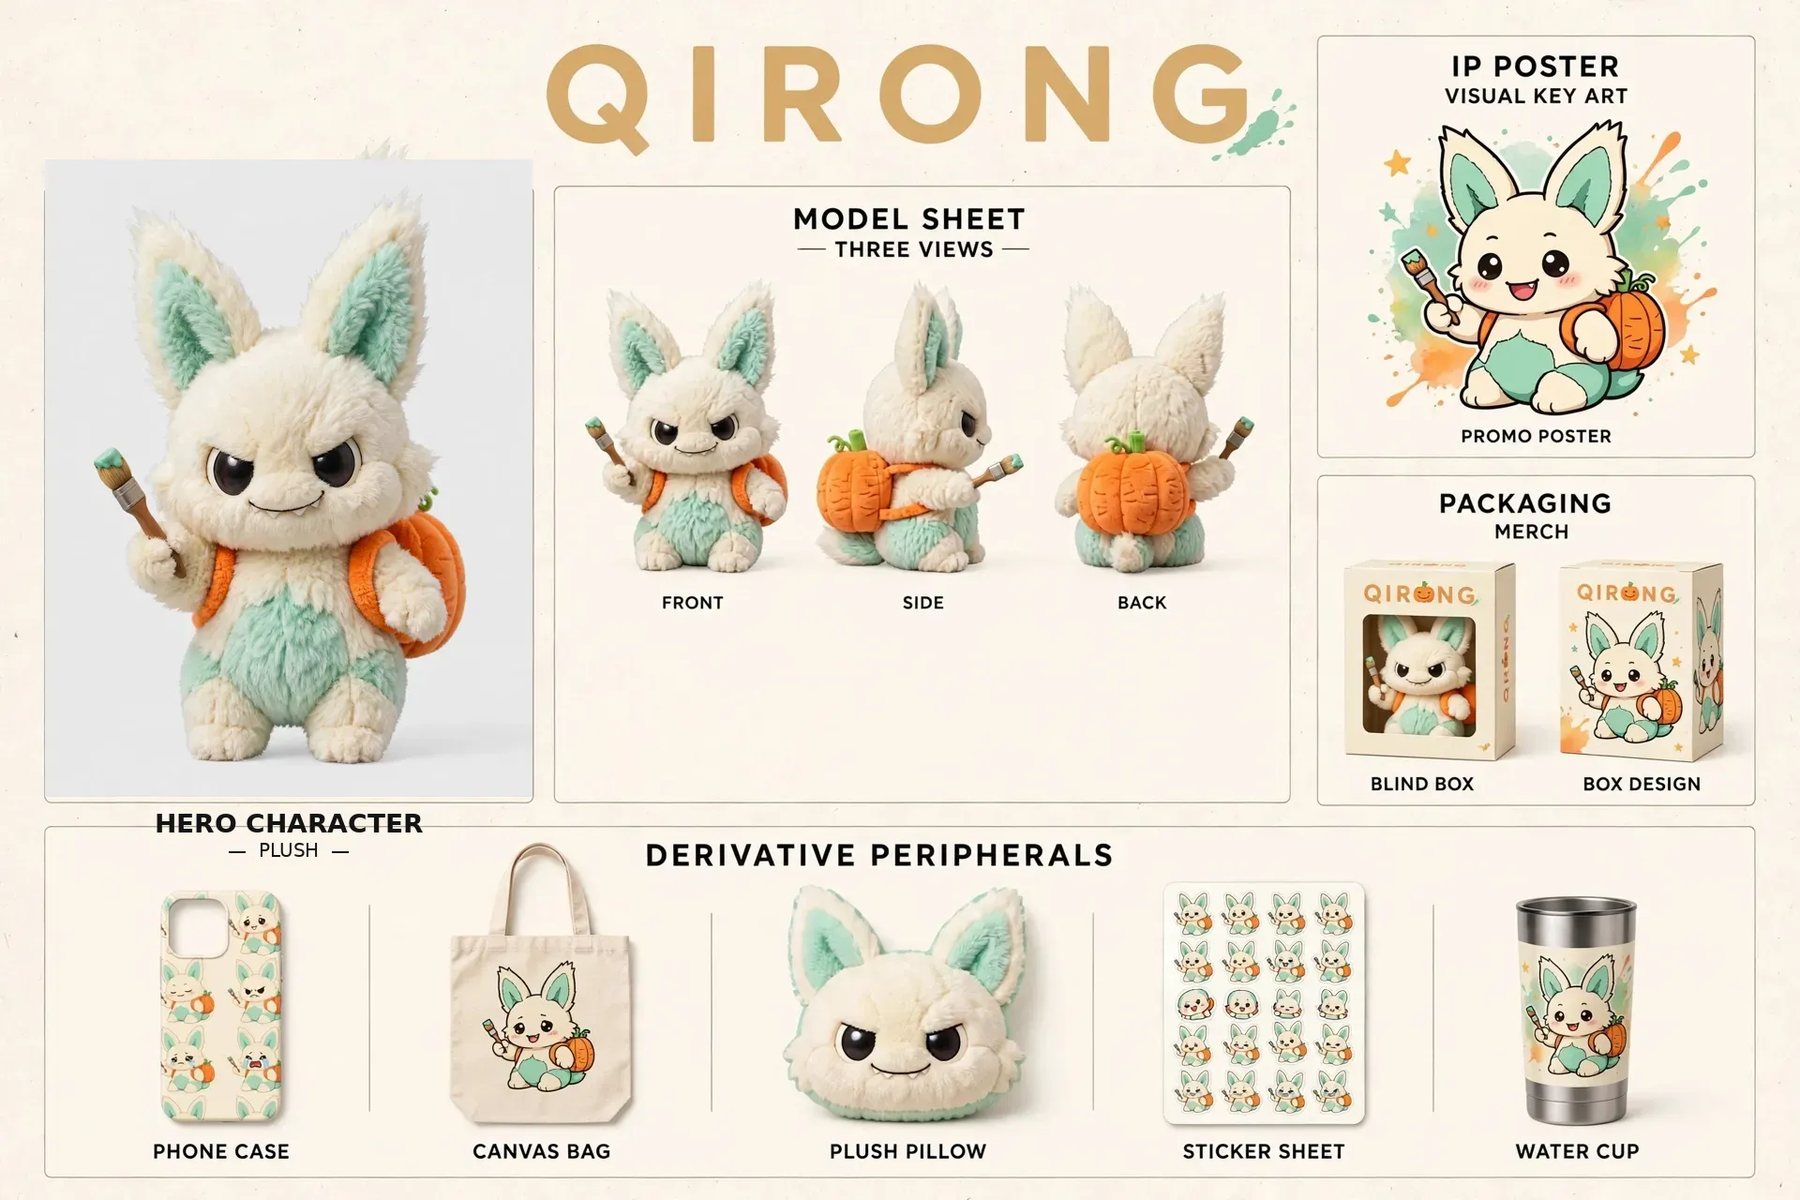 QIRONG
HERO CHARACTER
— PLUSH —
MODEL SHEET
— THREE VIEWS —
FRONT
SIDE
BACK
IP POSTER
VISUAL KEY ART
PROMO POSTER
PACKAGING
MERCH
QIRONG
QIRONG
QIRONG
BLIND BOX
BOX DESIGN
DERIVATIVE PERIPHERALS
PHONE CASE
CANVAS BAG
PLUSH PILLOW
STICKER SHEET
WATER CUP